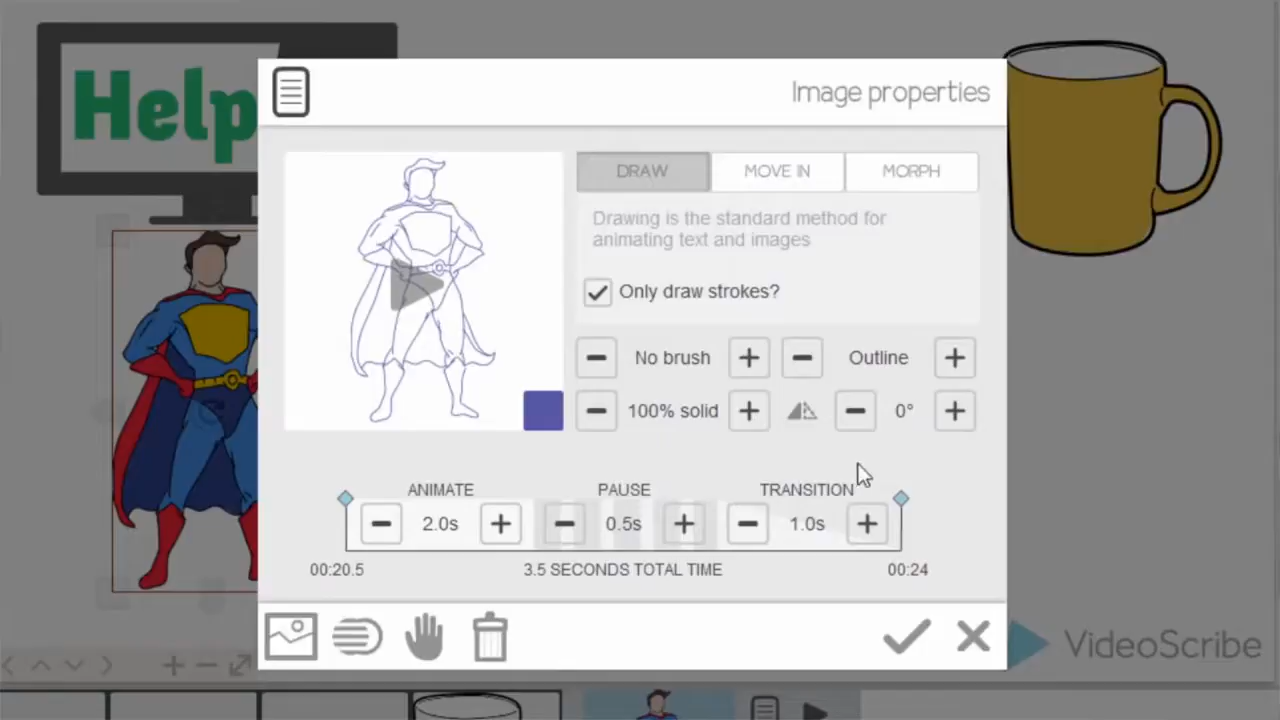 Help
Image properties
DRAW MOVE IN MORPH
Drawing is the standard method for
animating text and images
Only draw strokes?
No brush Outline
100% solid 0°
ANIMATE PAUSE TRANSITION
2.0s 0.5s 1.0s
00:20.5 3.5 SECONDS TOTAL TIME 00:24
VideoScribe